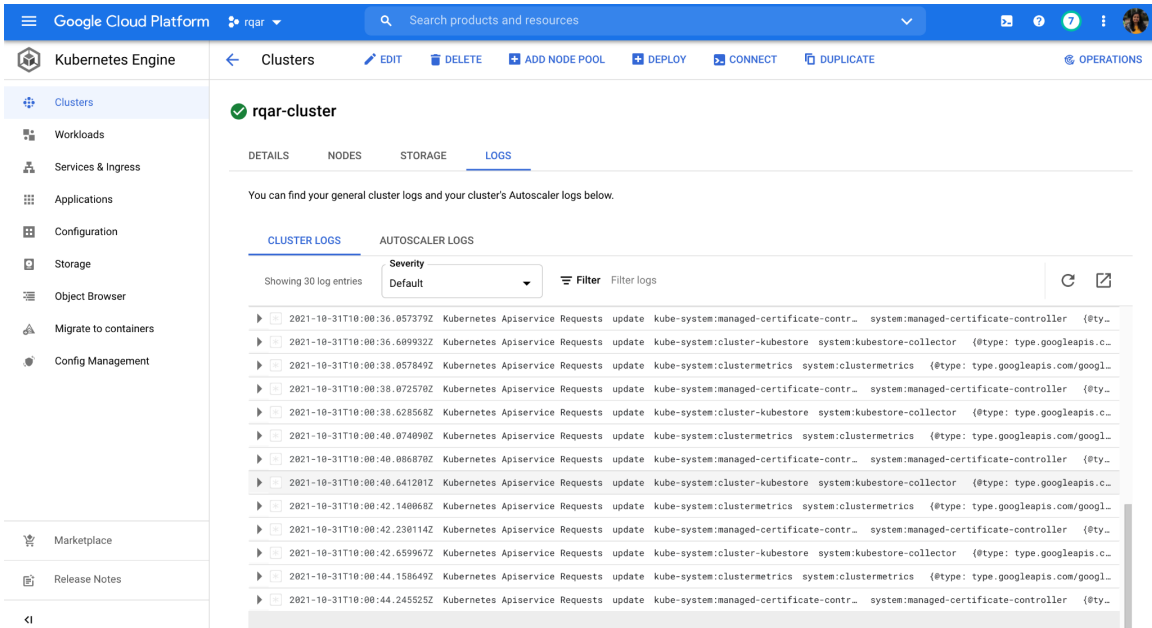 Google Cloud Platform rqar Search products and resources 7
Kubernetes Engine Clusters EDIT DELETE ADD NODE POOL DEPLOY CONNECT DUPLICATE OPERATIONS
Clusters
Workloads
Services & Ingress
Applications
Configuration
Storage
Object Browser
Migrate to containers
Config Management
Marketplace
Release Notes
rqar-cluster
DETAILS NODES STORAGE LOGS
You can find your general cluster logs and your cluster's Autoscaler logs below.
CLUSTER LOGS AUTOSCALER LOGS
Severity
Showing 30 log entries Default Filter Filter logs
2021-10-31T10:00:36.057379Z Kubernetes Apiservice Requests update kube-system:managed-certificate-contr… system:managed-certificate-controller {@ty…
2021-10-31T10:00:36.609932Z Kubernetes Apiservice Requests update kube-system:cluster-kubestore system:kubestore-collector {@type: type.googleapis.c…
2021-10-31T10:00:38.057849Z Kubernetes Apiservice Requests update kube-system:clustermetrics system:clustermetrics {@type: type.googleapis.com/googl…
2021-10-31T10:00:38.072570Z Kubernetes Apiservice Requests update kube-system:managed-certificate-contr… system:managed-certificate-controller {@ty…
2021-10-31T10:00:38.628568Z Kubernetes Apiservice Requests update kube-system:cluster-kubestore system:kubestore-collector {@type: type.googleapis.c…
2021-10-31T10:00:40.074090Z Kubernetes Apiservice Requests update kube-system:clustermetrics system:clustermetrics {@type: type.googleapis.com/googl…
2021-10-31T10:00:40.086870Z Kubernetes Apiservice Requests update kube-system:managed-certificate-contr… system:managed-certificate-controller {@ty…
2021-10-31T10:00:40.641201Z Kubernetes Apiservice Requests update kube-system:cluster-kubestore system:kubestore-collector {@type: type.googleapis.c…
2021-10-31T10:00:42.140068Z Kubernetes Apiservice Requests update kube-system:clustermetrics system:clustermetrics {@type: type.googleapis.com/googl…
2021-10-31T10:00:42.230114Z Kubernetes Apiservice Requests update kube-system:managed-certificate-contr… system:managed-certificate-controller {@ty…
2021-10-31T10:00:42.659967Z Kubernetes Apiservice Requests update kube-system:cluster-kubestore system:kubestore-collector {@type: type.googleapis.c…
2021-10-31T10:00:44.158649Z Kubernetes Apiservice Requests update kube-system:clustermetrics system:clustermetrics {@type: type.googleapis.com/googl…
2021-10-31T10:00:44.245525Z Kubernetes Apiservice Requests update kube-system:managed-certificate-contr… system:managed-certificate-controller {@ty…